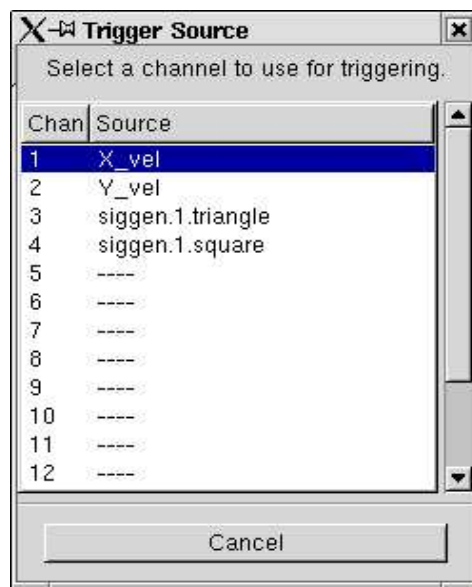 Trigger Source
Select a channel to use for triggering.
Chan Source
1 X_vel
2 Y_vel
3 siggen.1.triangle
4 siggen.1.square
5 ----
6 ----
7 ----
8 ----
9 ----
10 ----
11 ----
12 ----
Cancel